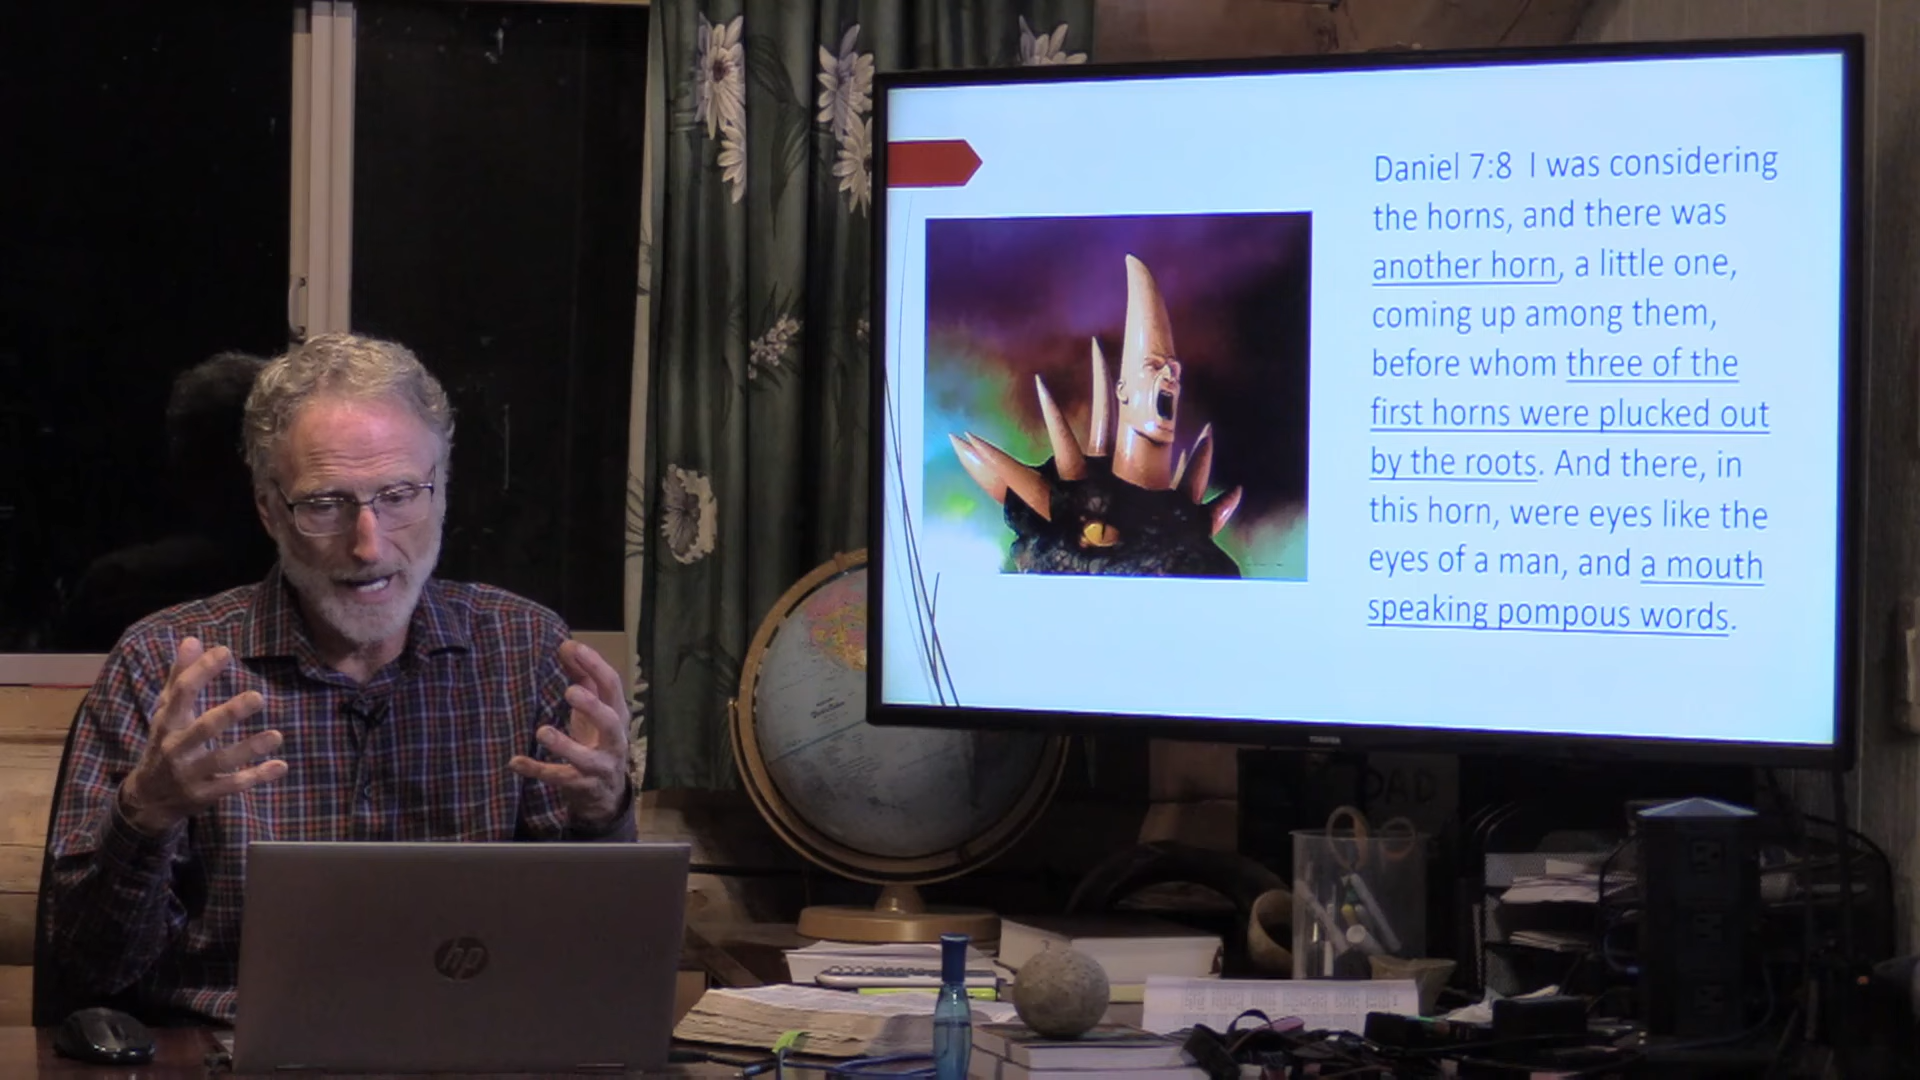 Daniel 7:8 I was considering
the horns, and there was
another horn, a little one,
coming up among them,
before whom three of the
first horns were plucked out
by the roots. And there, in
this horn, were eyes like the
eyes of a man, and a mouth
speaking pompous words.
TOSHIBA
DAD
hp